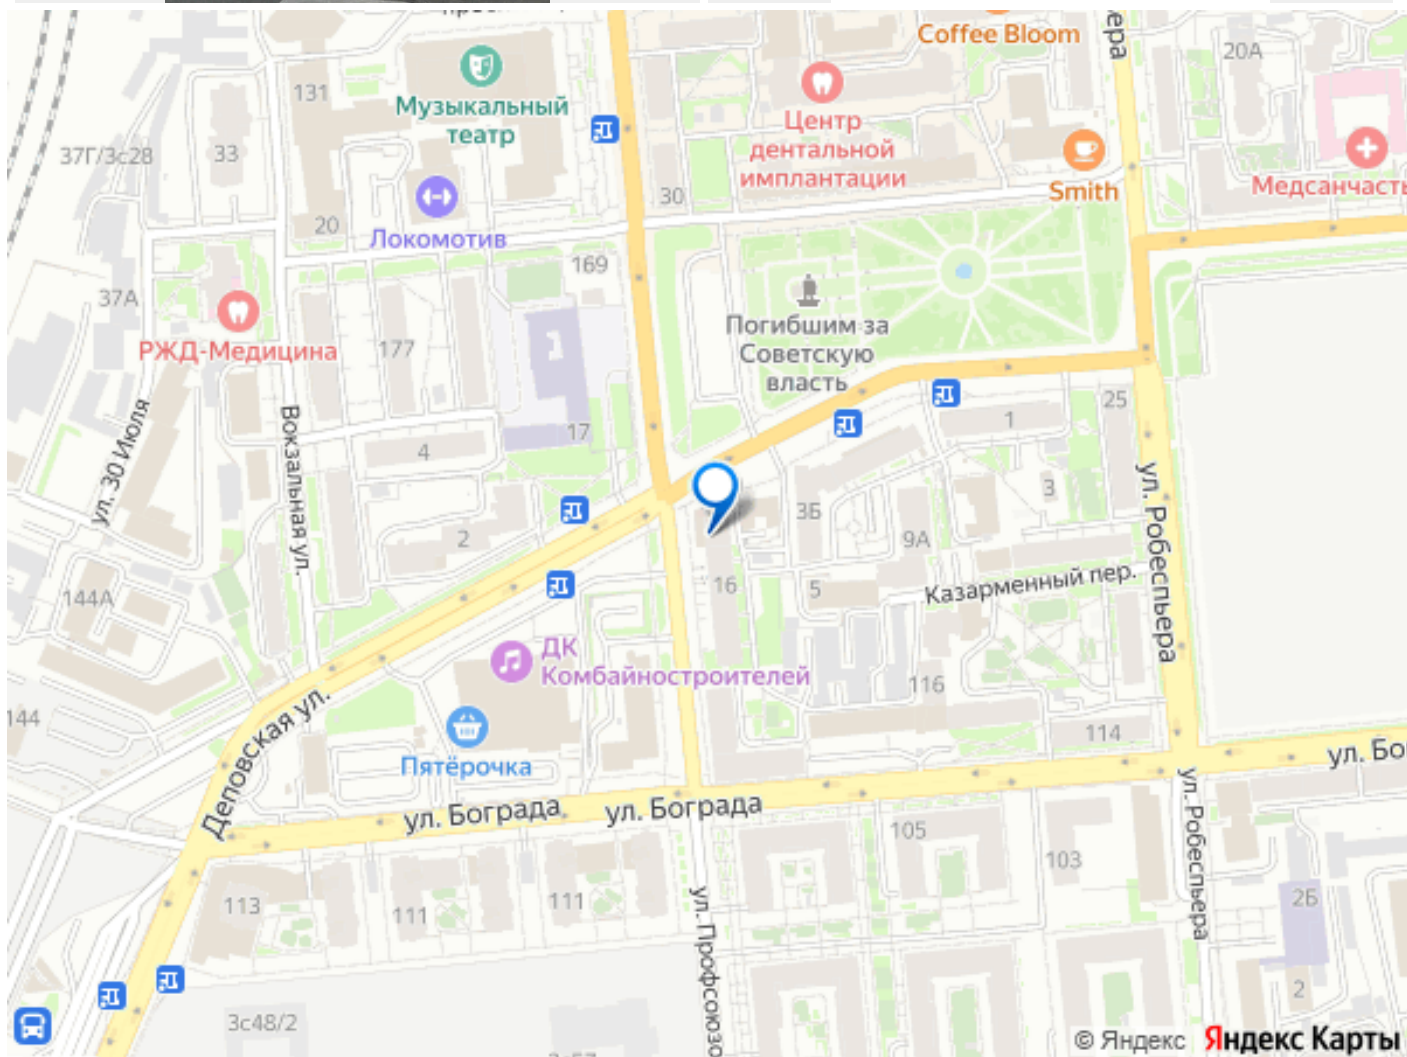 Coffee Bloom
20А
131
Музыкальный
театр
Центр
дентальной
имплантации
37Г/3с28
33
Smith
Медсанчасть
30
20
Локомотив
169
37А
Погибшим за
Советскую
власть
РЖД-Медицина
177
ул. 30 Июля
Вокзальная ул.
17
4
1
25
3
2
3Б
9А
ул. Робеспьера
144А
16
5
Казарменный пер.
ДК
Комбайностроителей
116
144
114
Деповская ул.
Пятёрочка
ул. Бо
ул. Бограда
ул. Бограда
105
103
ул. Робеспьера
113
111
111
2Б
ул. Профсоюзо
2
3с48/2
© Яндекс
Яндекс Карты